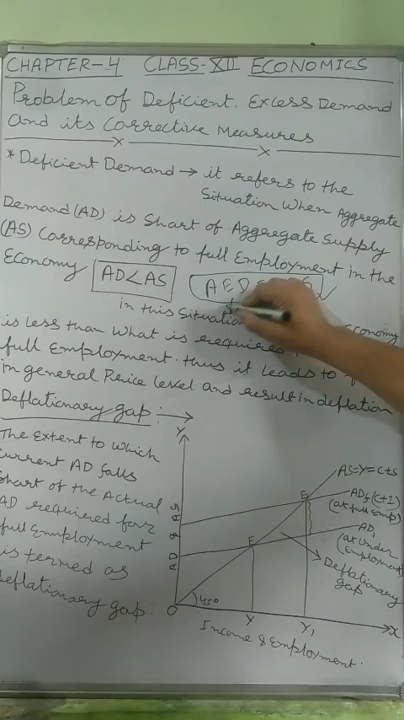 CHAPTER-4 CLASS-XII ECONOMICS
Problem of Deficient, Excess Demand
and its Corrective Measures
* Deficient Demand → it refers to the
Situation when Aggregate
Demand (AD) is Short of Aggregate Supply
(AS) Corresponding to full Employment in the
Economy AD<AS
in this Situation Economy
is less than what is required
full Employment. thus it leads to
in general Price level and result in deflation
Deflationary gap :→
The Extent to which
Current AD falls
Short of the Actual
AD required for
full Employment
is termed as
deflationary gap.
Y
AD & AS
AS=Y=C+S
E1
(C+I)
(at full Emp)
AD1
(at under
Employment)
E
Deflationary
gap
45°
O
Y
Y1
X
Income & Employment.